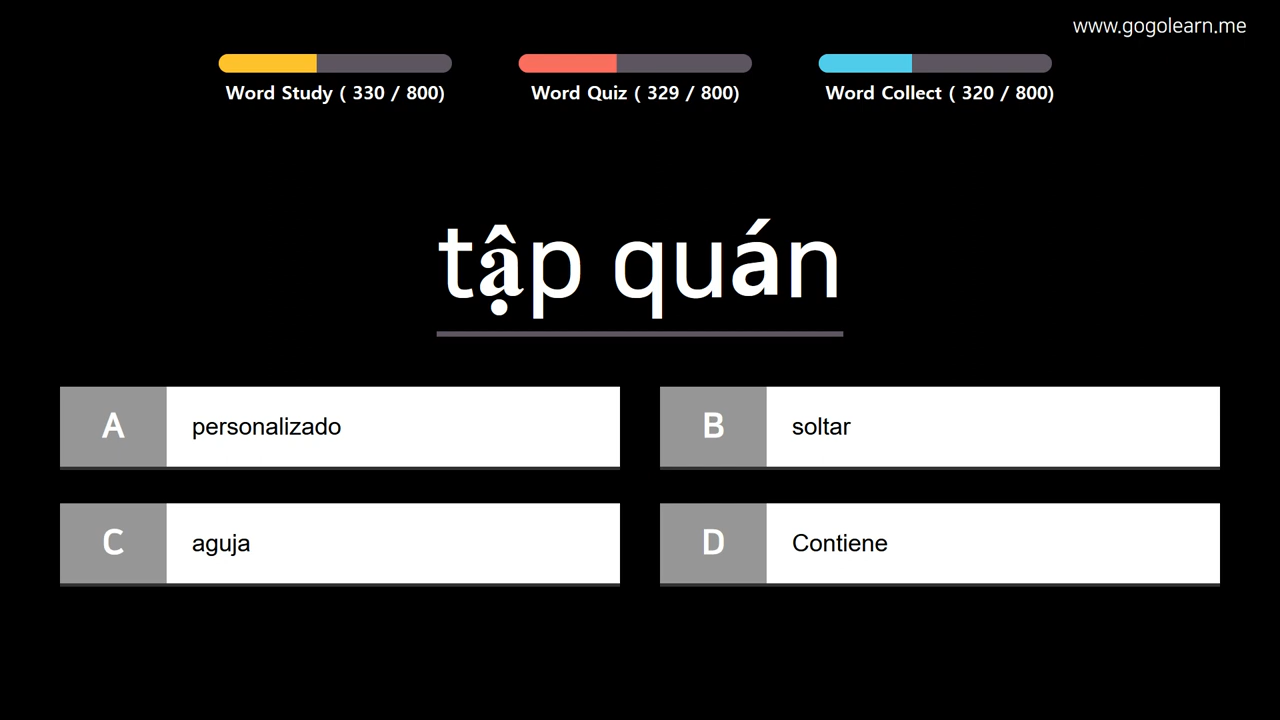 www.gogolearn.me
Word Study ( 330 / 800)
Word Quiz ( 329 / 800)
Word Collect ( 320 / 800)
tập quán
A personalizado
B soltar
C aguja
D Contiene